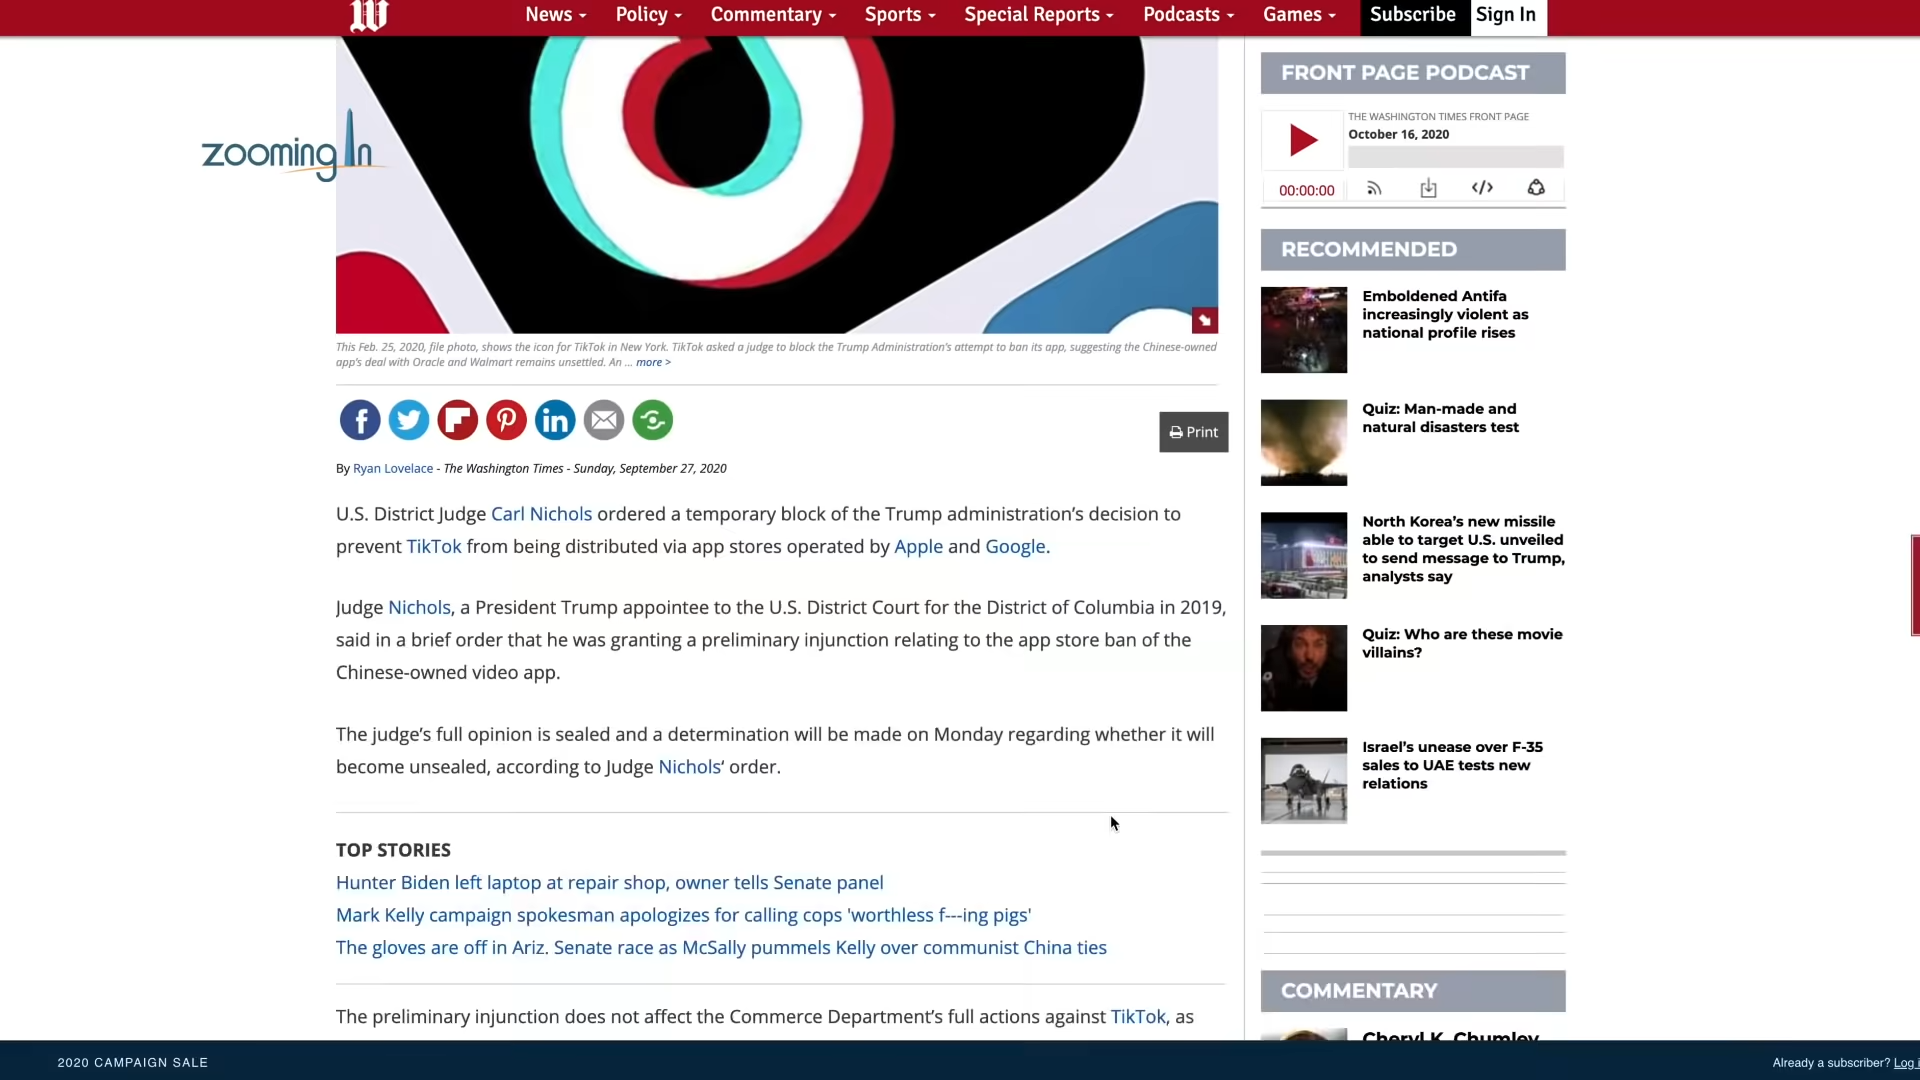 W
News
Policy
Commentary
Sports
Special Reports
Podcasts
Games
Subscribe
Sign In
zoomingIn
This Feb. 25, 2020, file photo, shows the icon for TikTok in New York. TikTok asked a judge to block the Trump Administration's attempt to ban its app, suggesting the Chinese-owned
app's deal with Oracle and Walmart remains unsettled. An ... more >
Print
By Ryan Lovelace - The Washington Times - Sunday, September 27, 2020
U.S. District Judge Carl Nichols ordered a temporary block of the Trump administration's decision to
prevent TikTok from being distributed via app stores operated by Apple and Google.
Judge Nichols, a President Trump appointee to the U.S. District Court for the District of Columbia in 2019,
said in a brief order that he was granting a preliminary injunction relating to the app store ban of the
Chinese-owned video app.
The judge's full opinion is sealed and a determination will be made on Monday regarding whether it will
become unsealed, according to Judge Nichols‘ order.
TOP STORIES
Hunter Biden left laptop at repair shop, owner tells Senate panel
Mark Kelly campaign spokesman apologizes for calling cops 'worthless f---ing pigs'
The gloves are off in Ariz. Senate race as McSally pummels Kelly over communist China ties
The preliminary injunction does not affect the Commerce Department's full actions against TikTok, as
FRONT PAGE PODCAST
THE WASHINGTON TIMES FRONT PAGE
October 16, 2020
00:00:00
RECOMMENDED
Emboldened Antifa
increasingly violent as
national profile rises
Quiz: Man-made and
natural disasters test
North Korea's new missile
able to target U.S. unveiled
to send message to Trump,
analysts say
Quiz: Who are these movie
villains?
Israel's unease over F-35
sales to UAE tests new
relations
COMMENTARY
Cheryl K. Chumley
2020 CAMPAIGN SALE
Already a subscriber? Log i